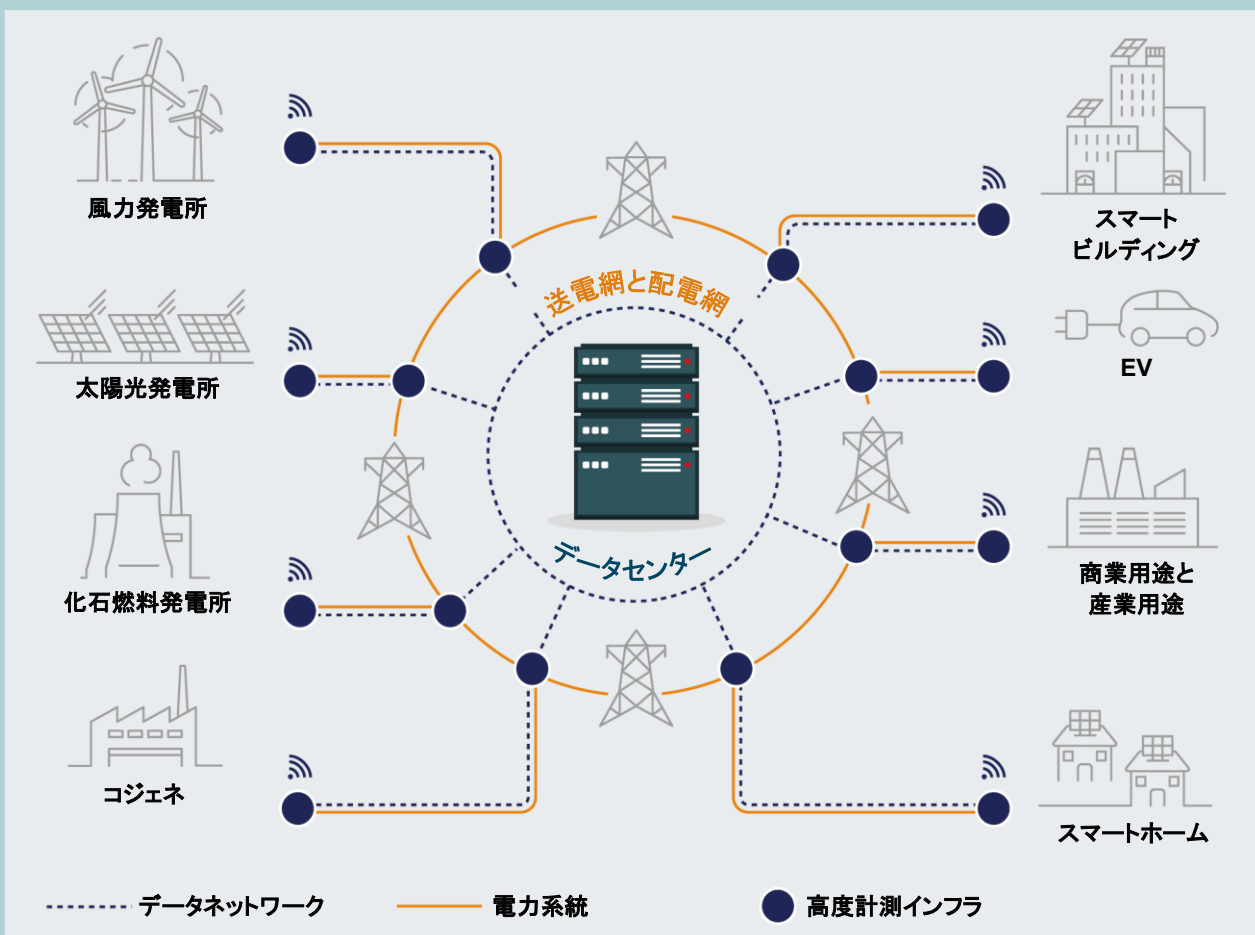 風力発電所
太陽光発電所
化石燃料発電所
コジェネ
送電網と配電網
データセンター
スマート
ビルディング
EV
商業用途と
産業用途
スマートホーム
データネットワーク
電力系統
高度計測インフラ